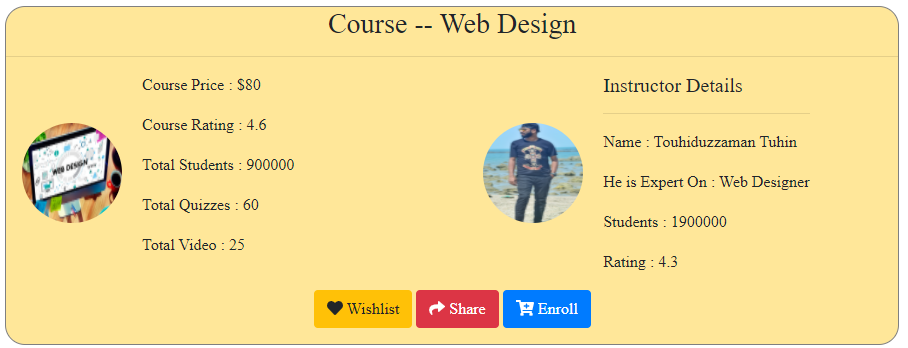 Course -- Web Design
Course Price : $80
Course Rating : 4.6
Total Students : 900000
Total Quizzes : 60
Total Video : 25
WEB DESIGN
Instructor Details
Name : Touhiduzzaman Tuhin
He is Expert On : Web Designer
Students : 1900000
Rating : 4.3
Wishlist
Share
Enroll